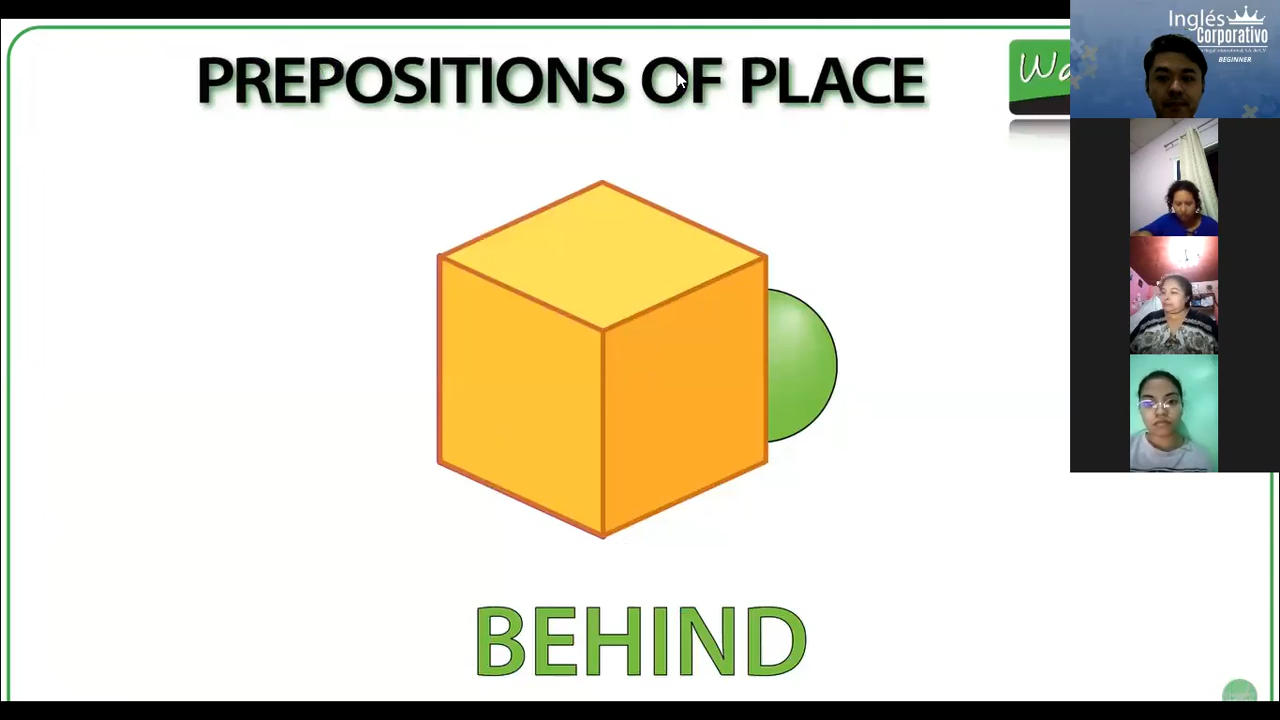 PREPOSITIONS OF PLACE
Inglés
Corporativo
BEGINNER
BEHIND